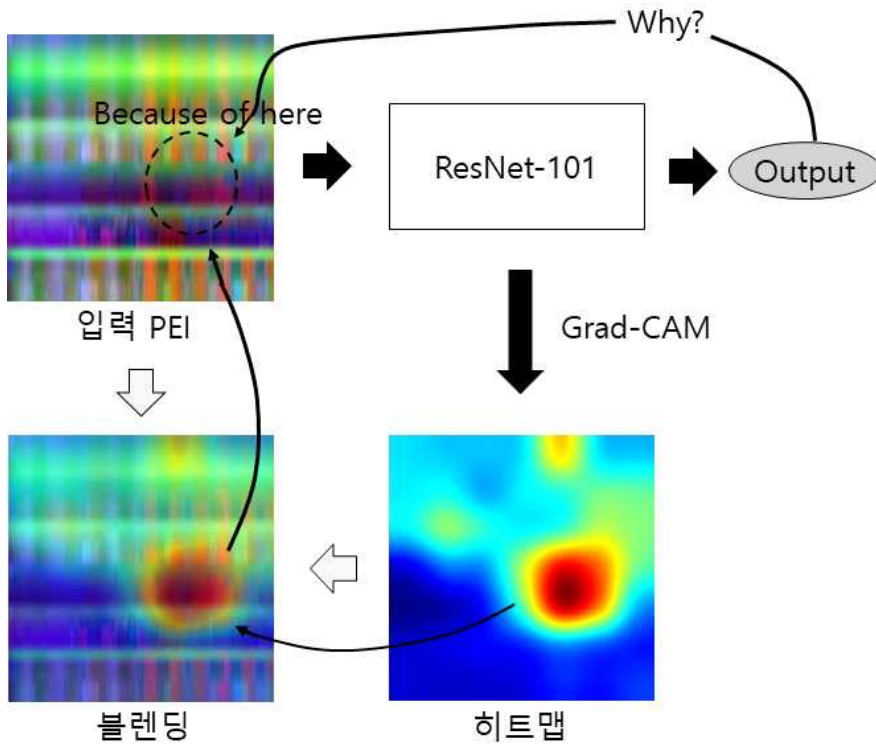 Why?
Because of here
ResNet-101
Output
입력 PEI
Grad-CAM
블렌딩
히트맵